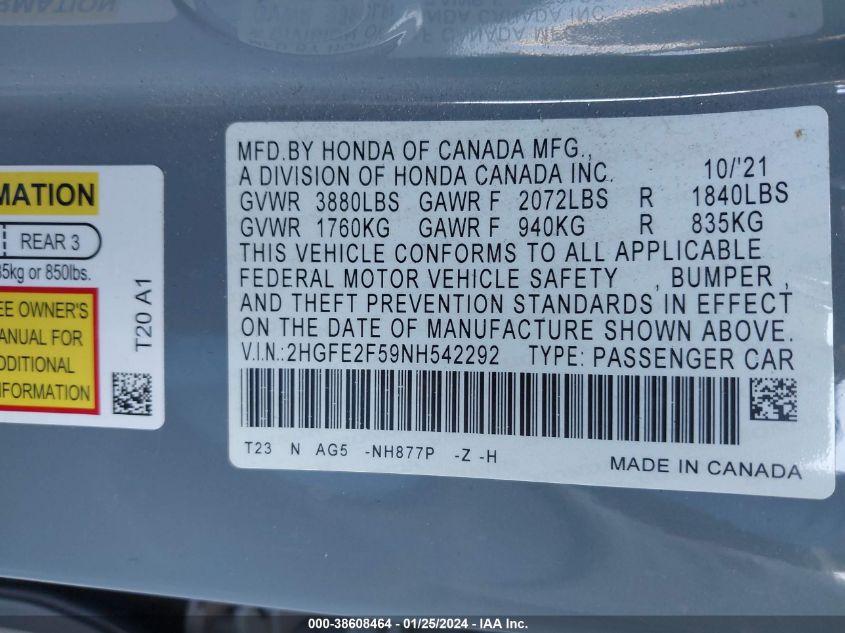 MATION
REAR 3
35kg or 850lbs.
EE OWNER'S
ANUAL FOR
DDITIONAL
NFORMATION
T20 A1
MFD.BY HONDA OF CANADA MFG., 10/'21
A DIVISION OF HONDA CANADA INC.
GVWR 3880LBS GAWR F 2072LBS R 1840LBS
GVWR 1760KG GAWR F 940KG R 835KG
THIS VEHICLE CONFORMS TO ALL APPLICABLE
FEDERAL MOTOR VEHICLE SAFETY , BUMPER ,
AND THEFT PREVENTION STANDARDS IN EFFECT
ON THE DATE OF MANUFACTURE SHOWN ABOVE.
V.I.N.:2HGFE2F59NH542292 TYPE: PASSENGER CAR
T23 N AG5 -NH877P -Z -H
MADE IN CANADA
000-38608464 - 01/25/2024 - IAA Inc.